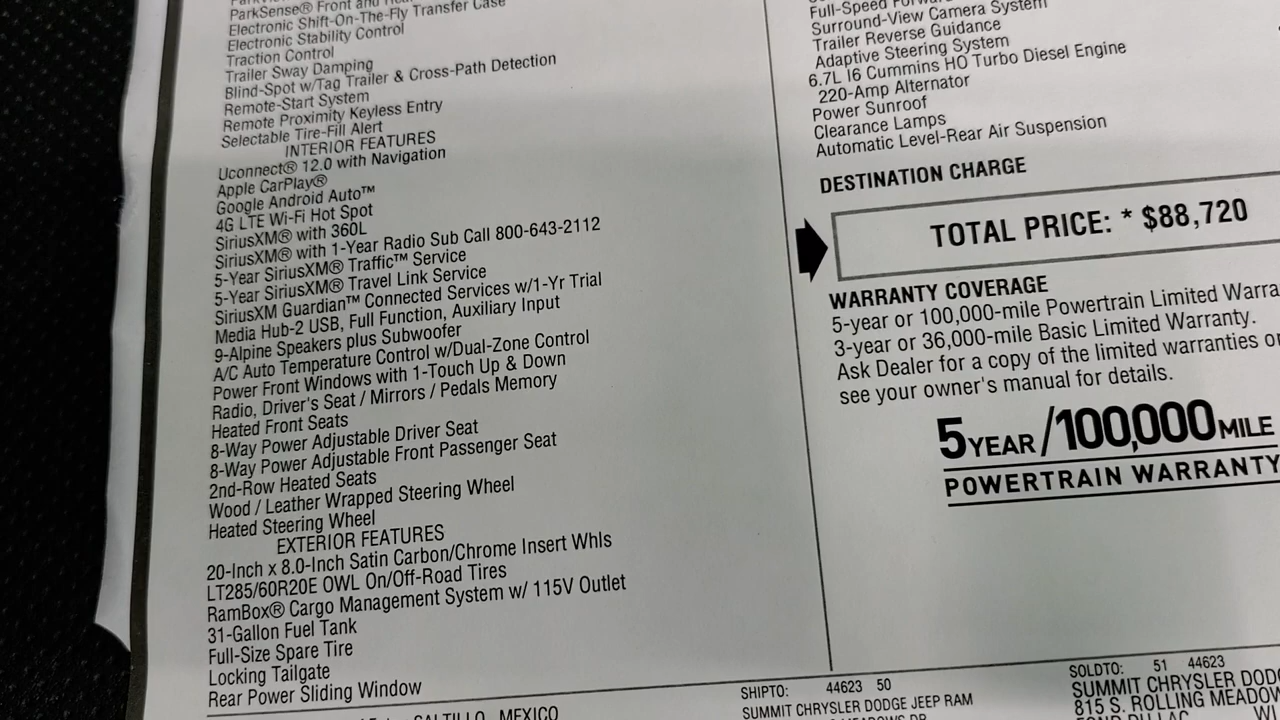 ParkSense® Front and
Electronic Shift-On-The-Fly Transfer Case
Electronic Stability Control
Traction Control
Trailer Sway Damping
Blind-Spot w/Tag Trailer & Cross-Path Detection
Remote-Start System
Remote Proximity Keyless Entry
Selectable Tire-Fill Alert
INTERIOR FEATURES
Uconnect® 12.0 with Navigation
Apple CarPlay®
Google Android Auto™
4G LTE Wi-Fi Hot Spot
SiriusXM® with 360L
SiriusXM® with 1-Year Radio Sub Call 800-643-2112
5-Year SiriusXM® Traffic™ Service
5-Year SiriusXM® Travel Link Service
SiriusXM Guardian™ Connected Services w/1-Yr Trial
Media Hub-2 USB, Full Function, Auxiliary Input
9-Alpine Speakers plus Subwoofer
A/C Auto Temperature Control w/Dual-Zone Control
Power Front Windows with 1-Touch Up & Down
Radio, Driver's Seat / Mirrors / Pedals Memory
Heated Front Seats
8-Way Power Adjustable Driver Seat
8-Way Power Adjustable Front Passenger Seat
2nd-Row Heated Seats
Wood / Leather Wrapped Steering Wheel
Heated Steering Wheel
EXTERIOR FEATURES
20-Inch x 8.0-Inch Satin Carbon/Chrome Insert Whls
LT285/60R20E OWL On/Off-Road Tires
RamBox® Cargo Management System w/ 115V Outlet
31-Gallon Fuel Tank
Full-Size Spare Tire
Locking Tailgate
Rear Power Sliding Window
SALTILLO, MEXICO
Full-Speed
Surround-View Camera System
Trailer Reverse Guidance
Adaptive Steering System
6.7L I6 Cummins HO Turbo Diesel Engine
220-Amp Alternator
Power Sunroof
Clearance Lamps
Automatic Level-Rear Air Suspension
DESTINATION CHARGE
TOTAL PRICE: * $88,720
WARRANTY COVERAGE
5-year or 100,000-mile Powertrain Limited Warra
3-year or 36,000-mile Basic Limited Warranty.
Ask Dealer for a copy of the limited warranties or
see your owner's manual for details.
5 YEAR/100,000 MILE
POWERTRAIN WARRANTY
SHIPTO: 44623 50
SUMMIT CHRYSLER DODGE JEEP RAM
SOLDTO: 51 44623
SUMMIT CHRYSLER DODG
815 S. ROLLING MEADOW
WI